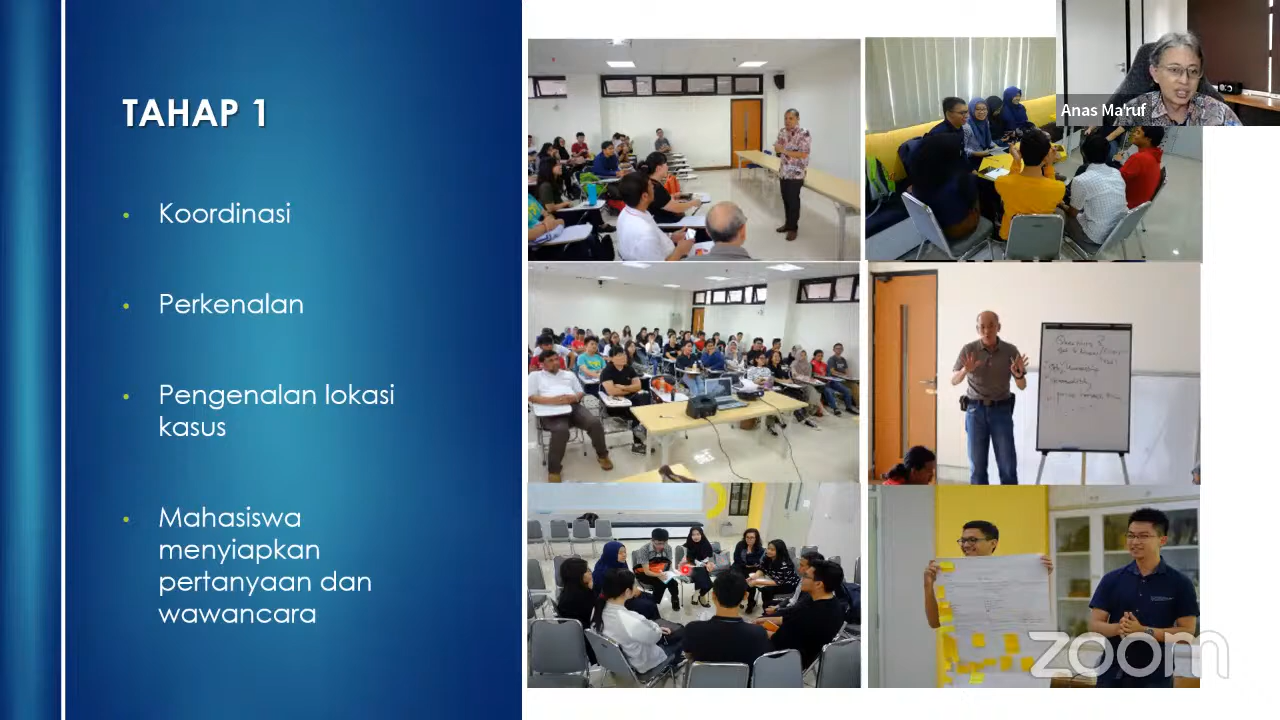 TAHAP 1
• Koordinasi
• Perkenalan
• Pengenalan lokasi
kasus
• Mahasiswa
menyiapkan
pertanyaan dan
wawancara
Anas Ma'ruf
zoom